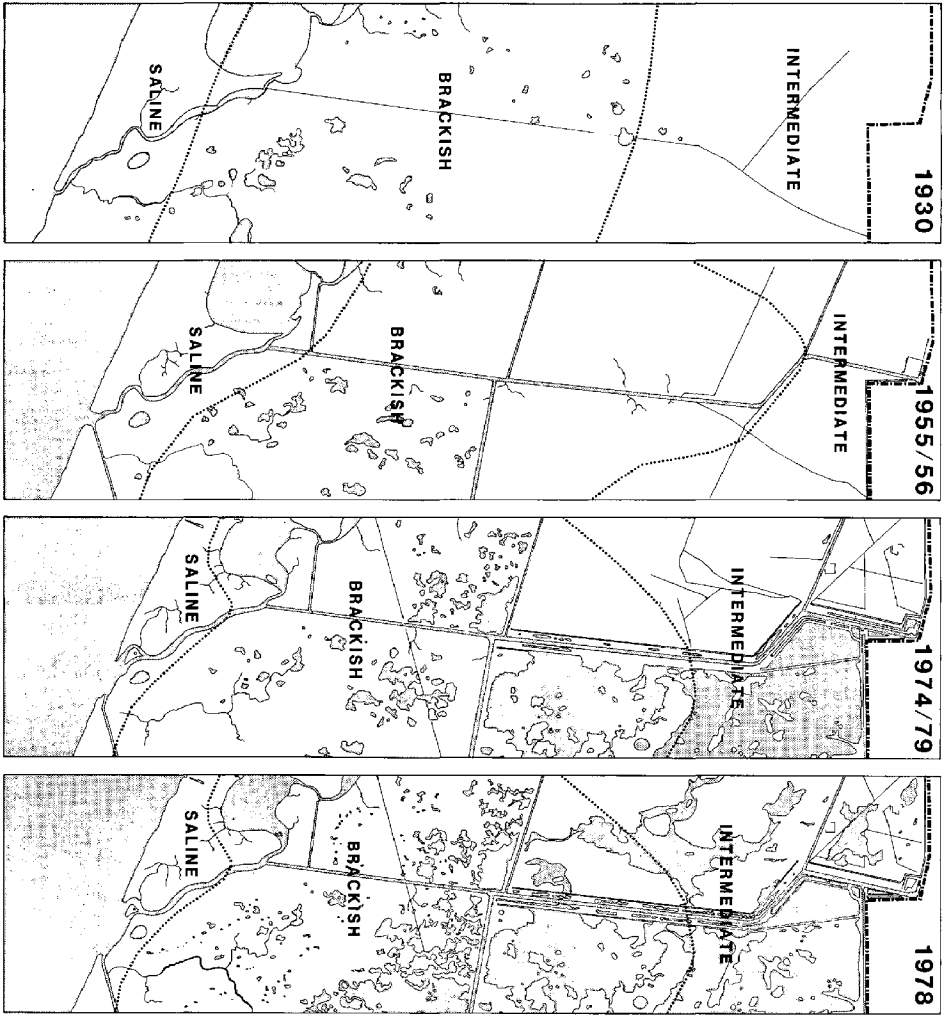 1930
INTERMEDIATE
BRACKISH
SALINE
1955/56
INTERMEDIATE
BRACKISH
SALINE
1974/79
INTERMEDIATE
BRACKISH
SALINE
1978
INTERMEDIATE
BRACKISH
SALINE